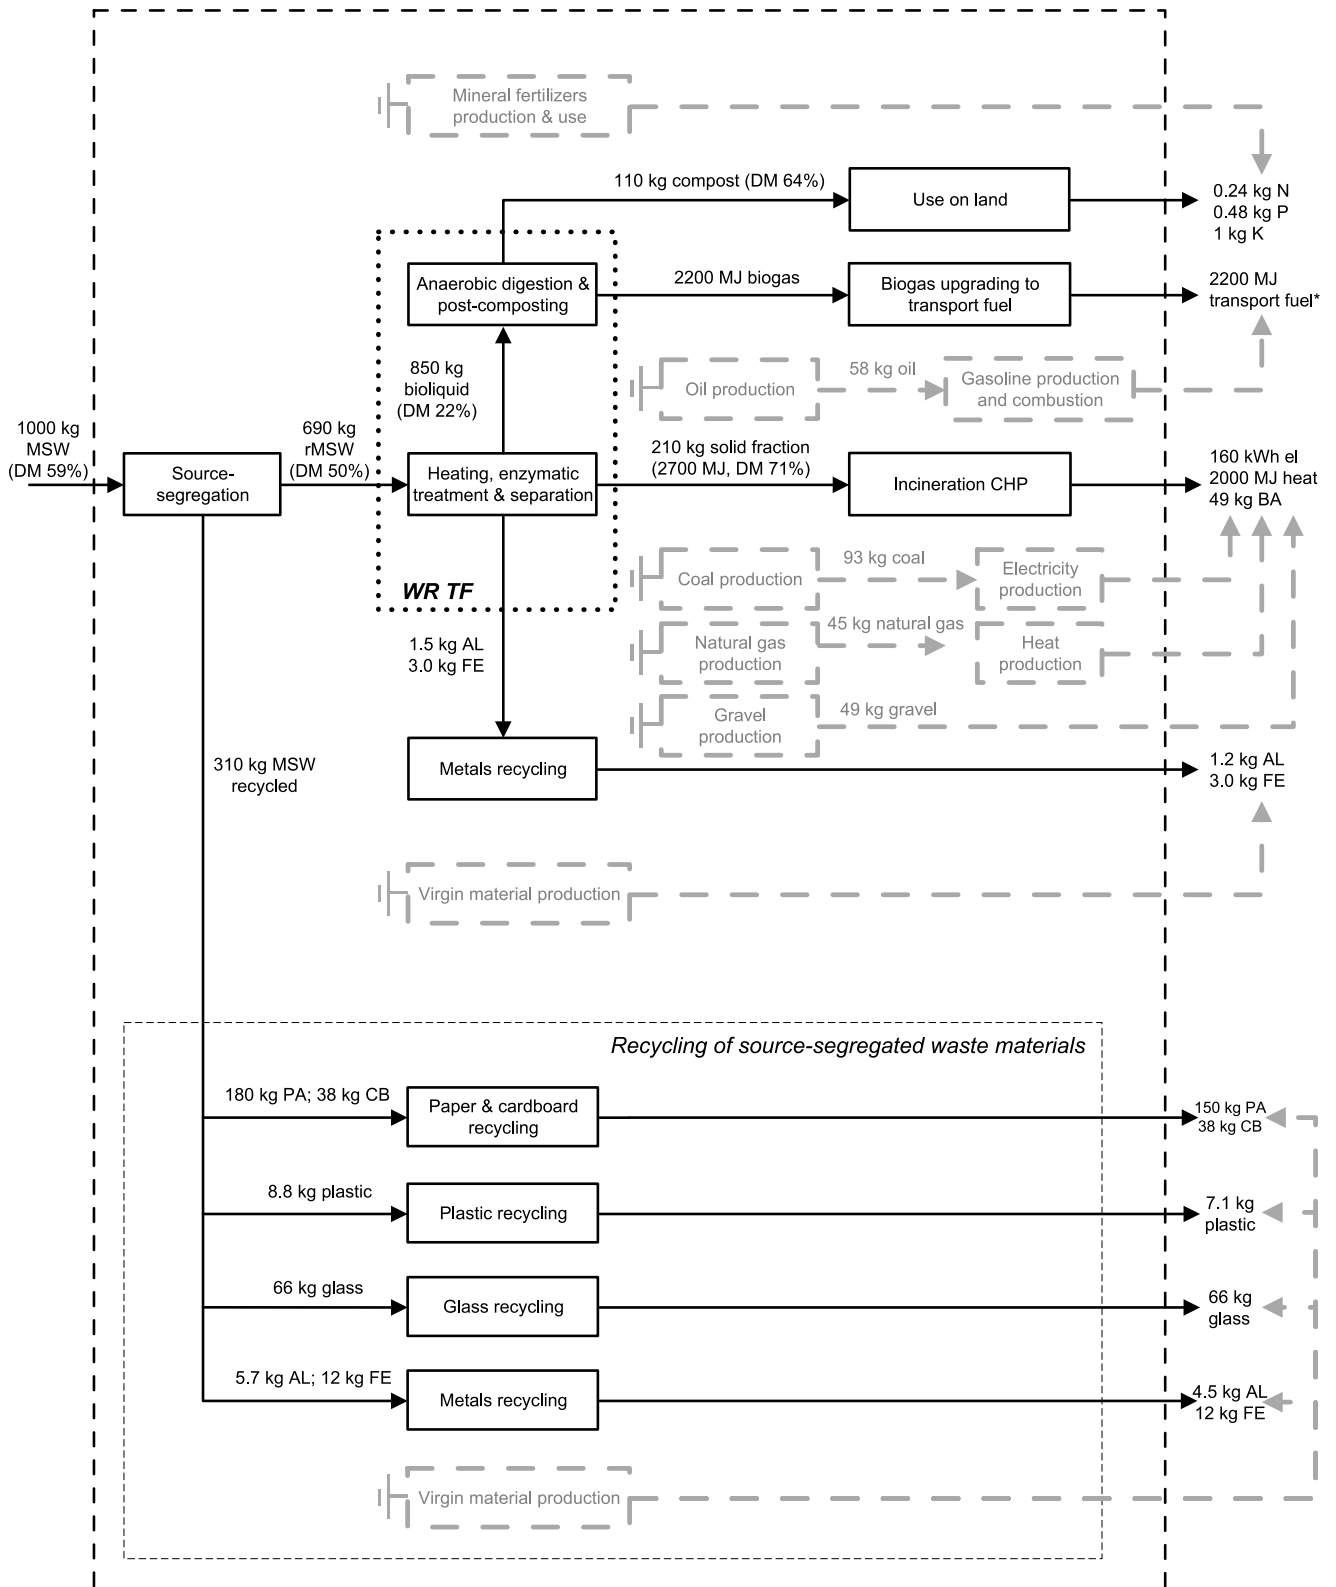 Mineral fertilizers
production & use
110 kg compost (DM 64%)
Use on land
0.24 kg N
0.48 kg P
1 kg K
Anaerobic digestion &
post-composting
2200 MJ biogas
Biogas upgrading to
transport fuel
2200 MJ
transport fuel*
850 kg
bioliquid
(DM 22%)
Oil production
58 kg oil
Gasoline production
and combustion
1000 kg
MSW
(DM 59%)
Source-
segregation
690 kg
rMSW
(DM 50%)
Heating, enzymatic
treatment & separation
210 kg solid fraction
(2700 MJ, DM 71%)
Incineration CHP
160 kWh el
2000 MJ heat
49 kg BA
WR TF
Coal production
93 kg coal
Electricity
production
Natural gas
production
45 kg natural gas
Heat
production
1.5 kg AL
3.0 kg FE
Gravel
production
49 kg gravel
310 kg MSW
recycled
Metals recycling
1.2 kg AL
3.0 kg FE
Virgin material production
Recycling of source-segregated waste materials
180 kg PA; 38 kg CB
Paper & cardboard
recycling
150 kg PA
38 kg CB
8.8 kg plastic
Plastic recycling
7.1 kg
plastic
66 kg glass
Glass recycling
66 kg
glass
5.7 kg AL; 12 kg FE
Metals recycling
4.5 kg AL
12 kg FE
Virgin material production